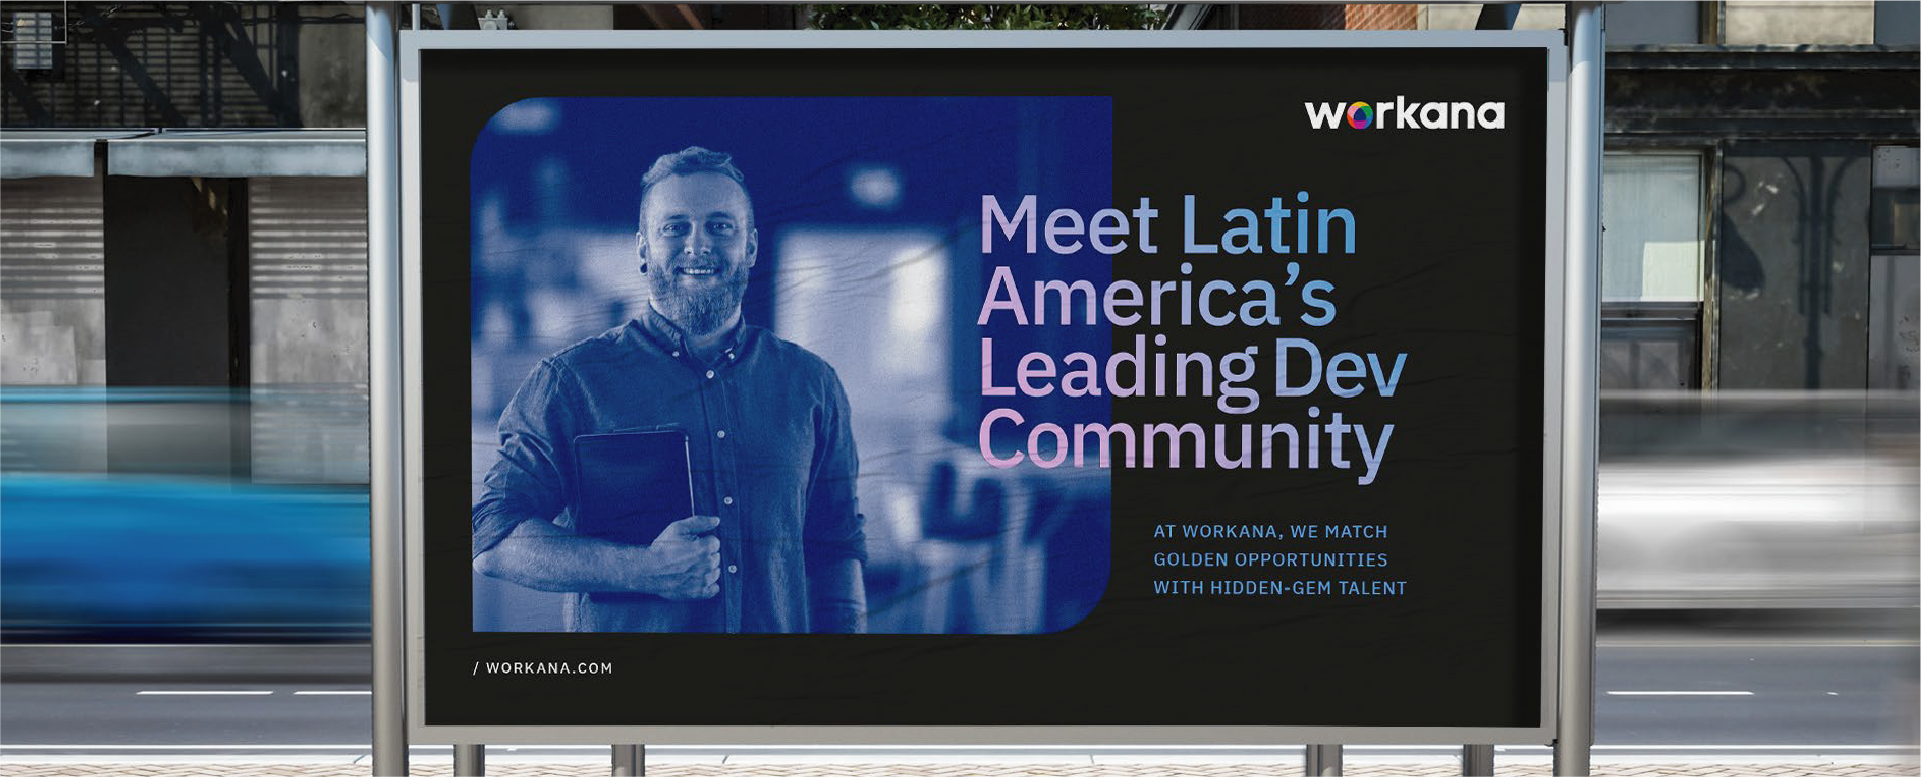 workana
Meet Latin
America’s
Leading Dev
Community
AT WORKANA, WE MATCH
GOLDEN OPPORTUNITIES
WITH HIDDEN-GEM TALENT
/ WORKANA.COM